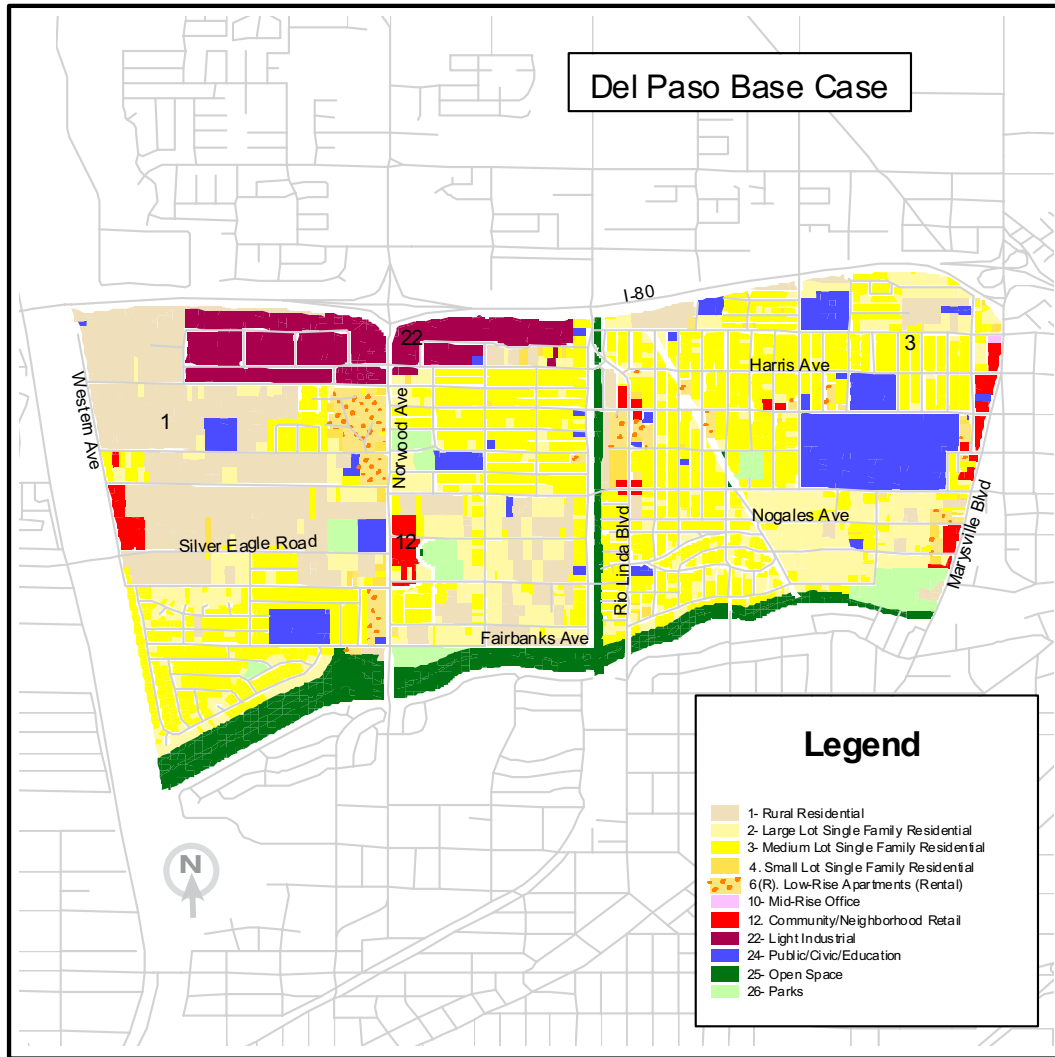 Del Paso Base Case
I-80
22
3
Harris Ave
Western Ave
1
Norwood Ave
Nogales Ave
Silver Eagle Road
12
Rio Linda Blvd
Marysville Blvd
Fairbanks Ave
Legend
1- Rural Residential
2- Large Lot Single Family Residential
3- Medium Lot Single Family Residential
4. Small Lot Single Family Residential
6(R). Low-Rise Apartments (Rental)
10- Mid-Rise Office
12. Community/Neighborhood Retail
22- Light Industrial
24- Public/Civic/Education
25- Open Space
26- Parks
N